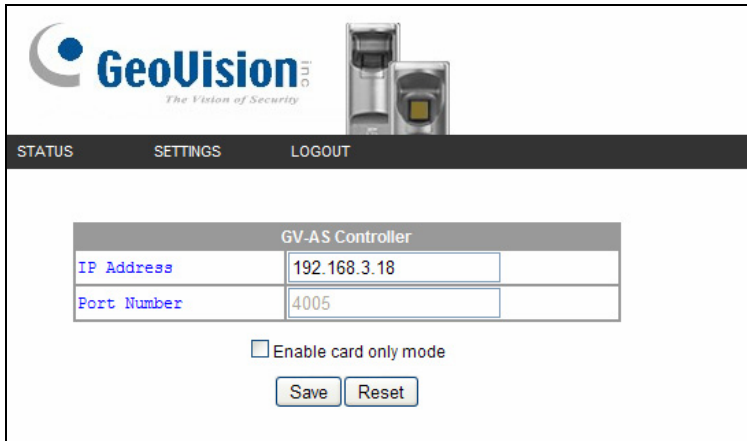 GeoVision inc
The Vision of Security
STATUS SETTINGS LOGOUT
GV-AS Controller
IP Address 192.168.3.18
Port Number 4005
Enable card only mode
Save Reset